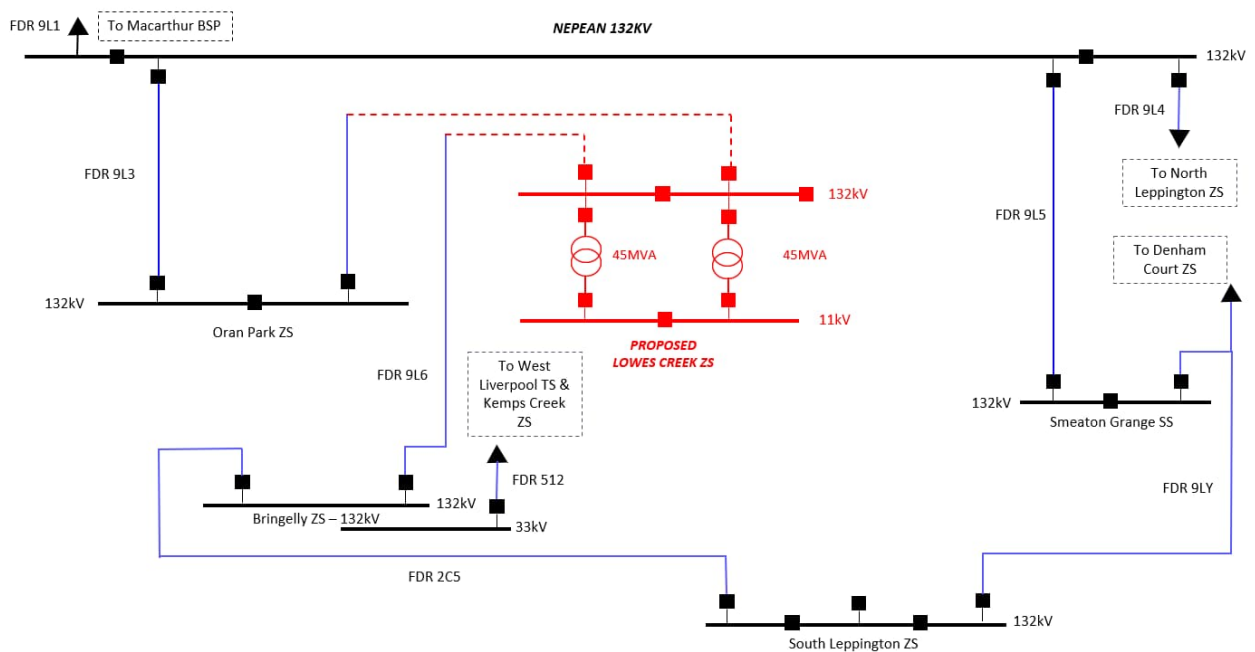 FDR 9L1
To Macarthur BSP
NEPEAN 132KV
132kV
FDR 9L4
FDR 9L3
To North
Leppington ZS
132kV
FDR 9L5
45MVA
45MVA
To Denham
Court ZS
132kV
Oran Park ZS
11kV
PROPOSED
LOWES CREEK ZS
FDR 9L6
To West
Liverpool TS &
Kemps Creek
ZS
132kV
Smeaton Grange SS
FDR 512
FDR 9LY
132kV
Bringelly ZS – 132kV
33kV
FDR 2C5
132kV
South Leppington ZS